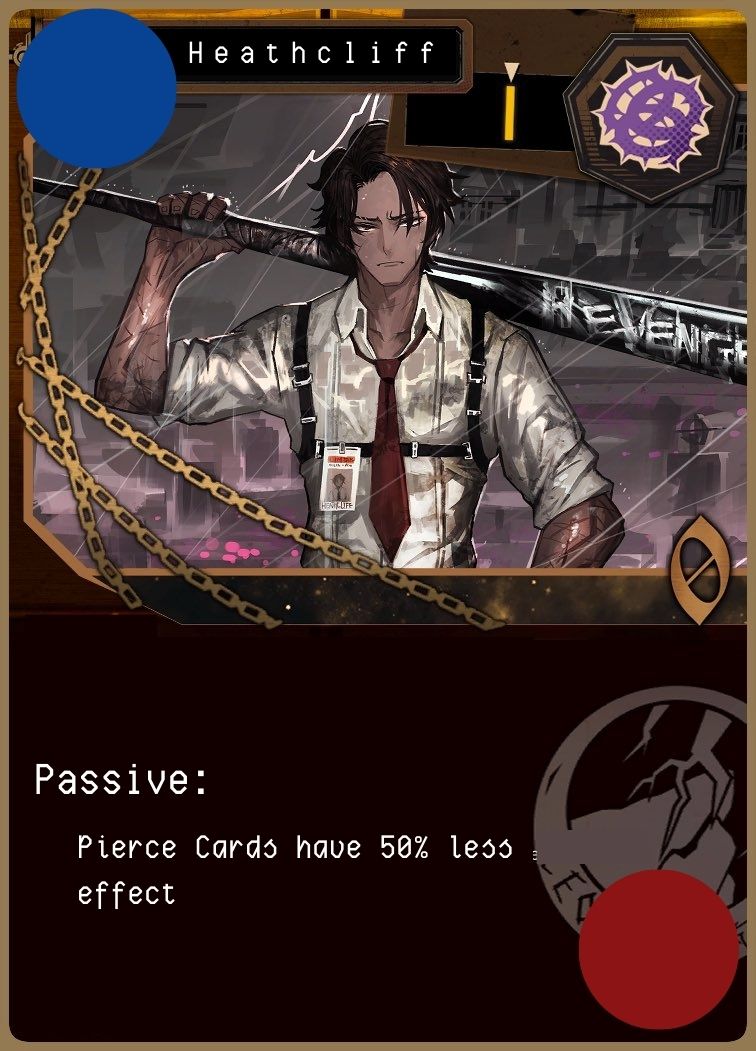 Heathcliff
I
REVENGE
Passive:
Pierce Cards have 50% less
effect